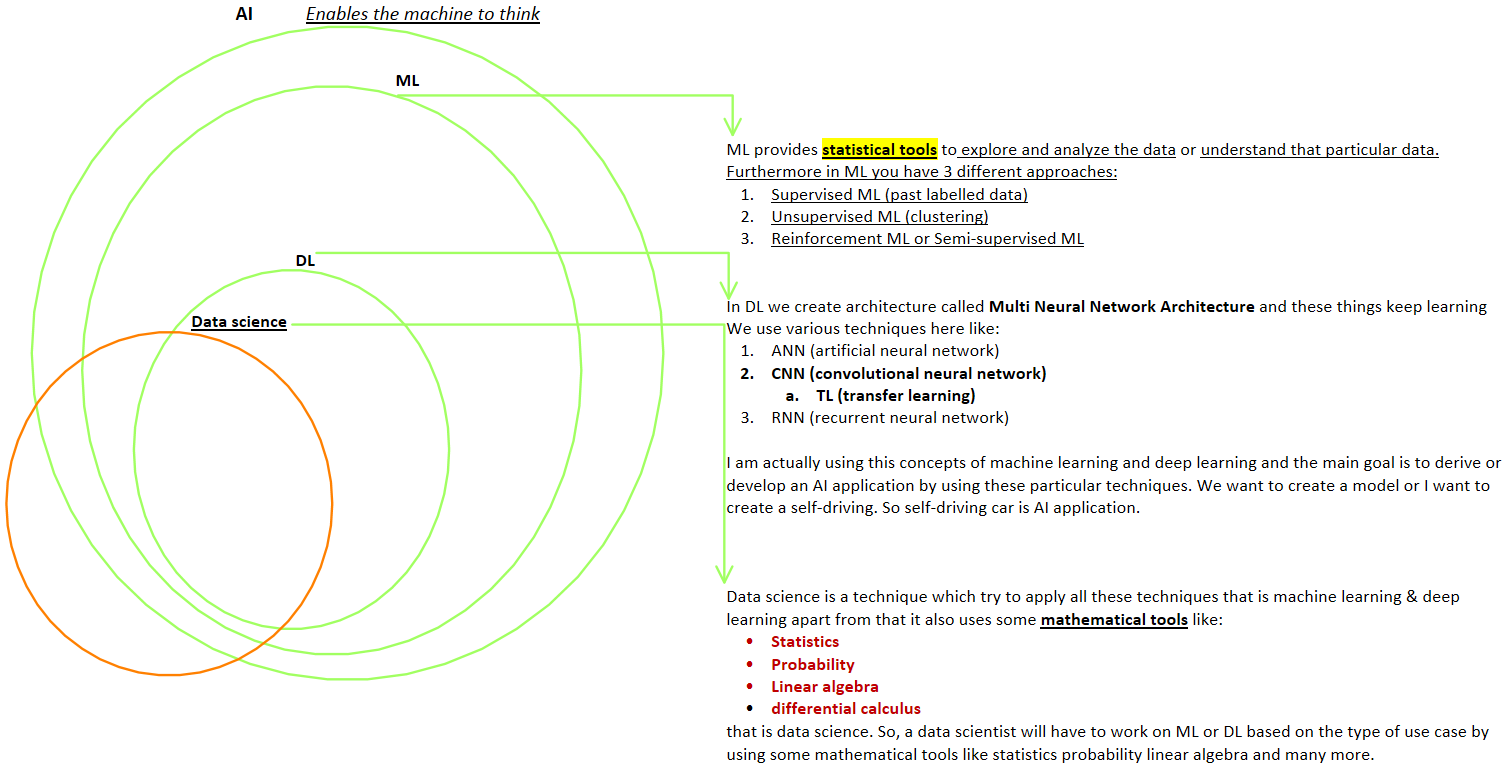 AI Enables the machine to think
ML
ML provides statistical tools to explore and analyze the data or understand that particular data.
Furthermore in ML you have 3 different approaches:
1. Supervised ML (past labelled data)
2. Unsupervised ML (clustering)
3. Reinforcement ML or Semi-supervised ML
DL
In DL we create architecture called Multi Neural Network Architecture and these things keep learning
Data science
We use various techniques here like:
1. ANN (artificial neural network)
2. CNN (convolutional neural network)
a. TL (transfer learning)
3. RNN (recurrent neural network)
I am actually using this concepts of machine learning and deep learning and the main goal is to derive or
develop an AI application by using these particular techniques. We want to create a model or I want to
create a self-driving. So self-driving car is AI application.
Data science is a technique which try to apply all these techniques that is machine learning & deep
learning apart from that it also uses some mathematical tools like:
• Statistics
• Probability
• Linear algebra
• differential calculus
that is data science. So, a data scientist will have to work on ML or DL based on the type of use case by
using some mathematical tools like statistics probability linear algebra and many more.